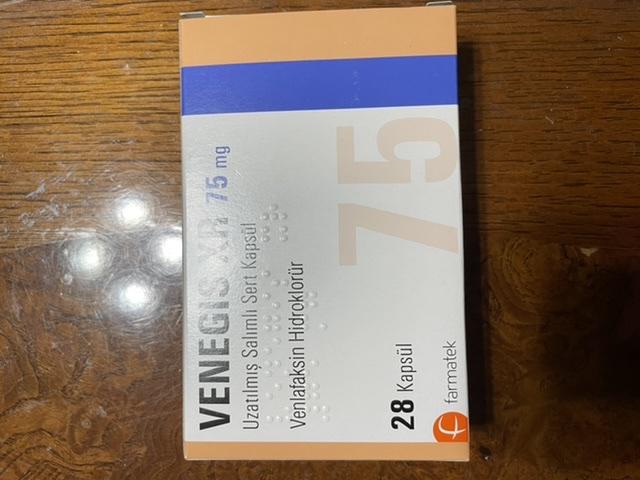 VENEGIS XR 75 mg
Uzatılmış Salımlı Sert Kapsül
Venlafaksin Hidroklorür
75
28 Kapsül
farmatek